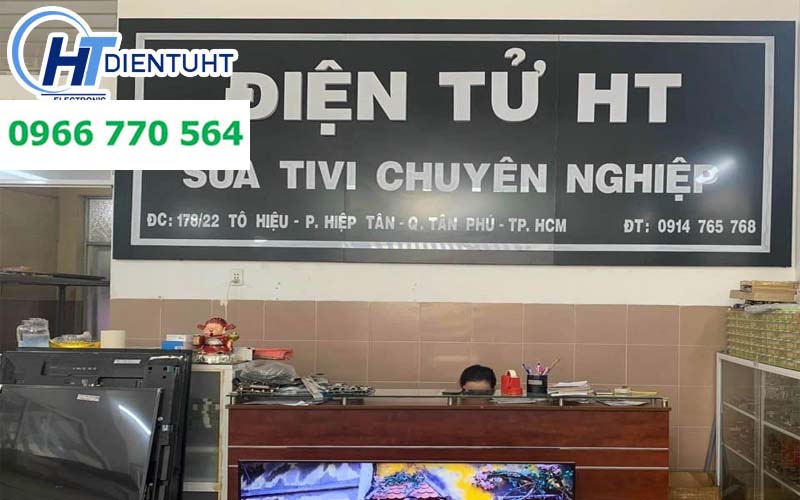 HT DIENTUHT
ELECTRONIC
0966 770 564
ĐIỆN TỬ HT
SỬA TIVI CHUYÊN NGHIỆP
ĐC: 178/22 TÔ HIỆU - P. HIỆP TÂN - Q. TÂN PHÚ - TP. HCM
ĐT: 0914 765 768